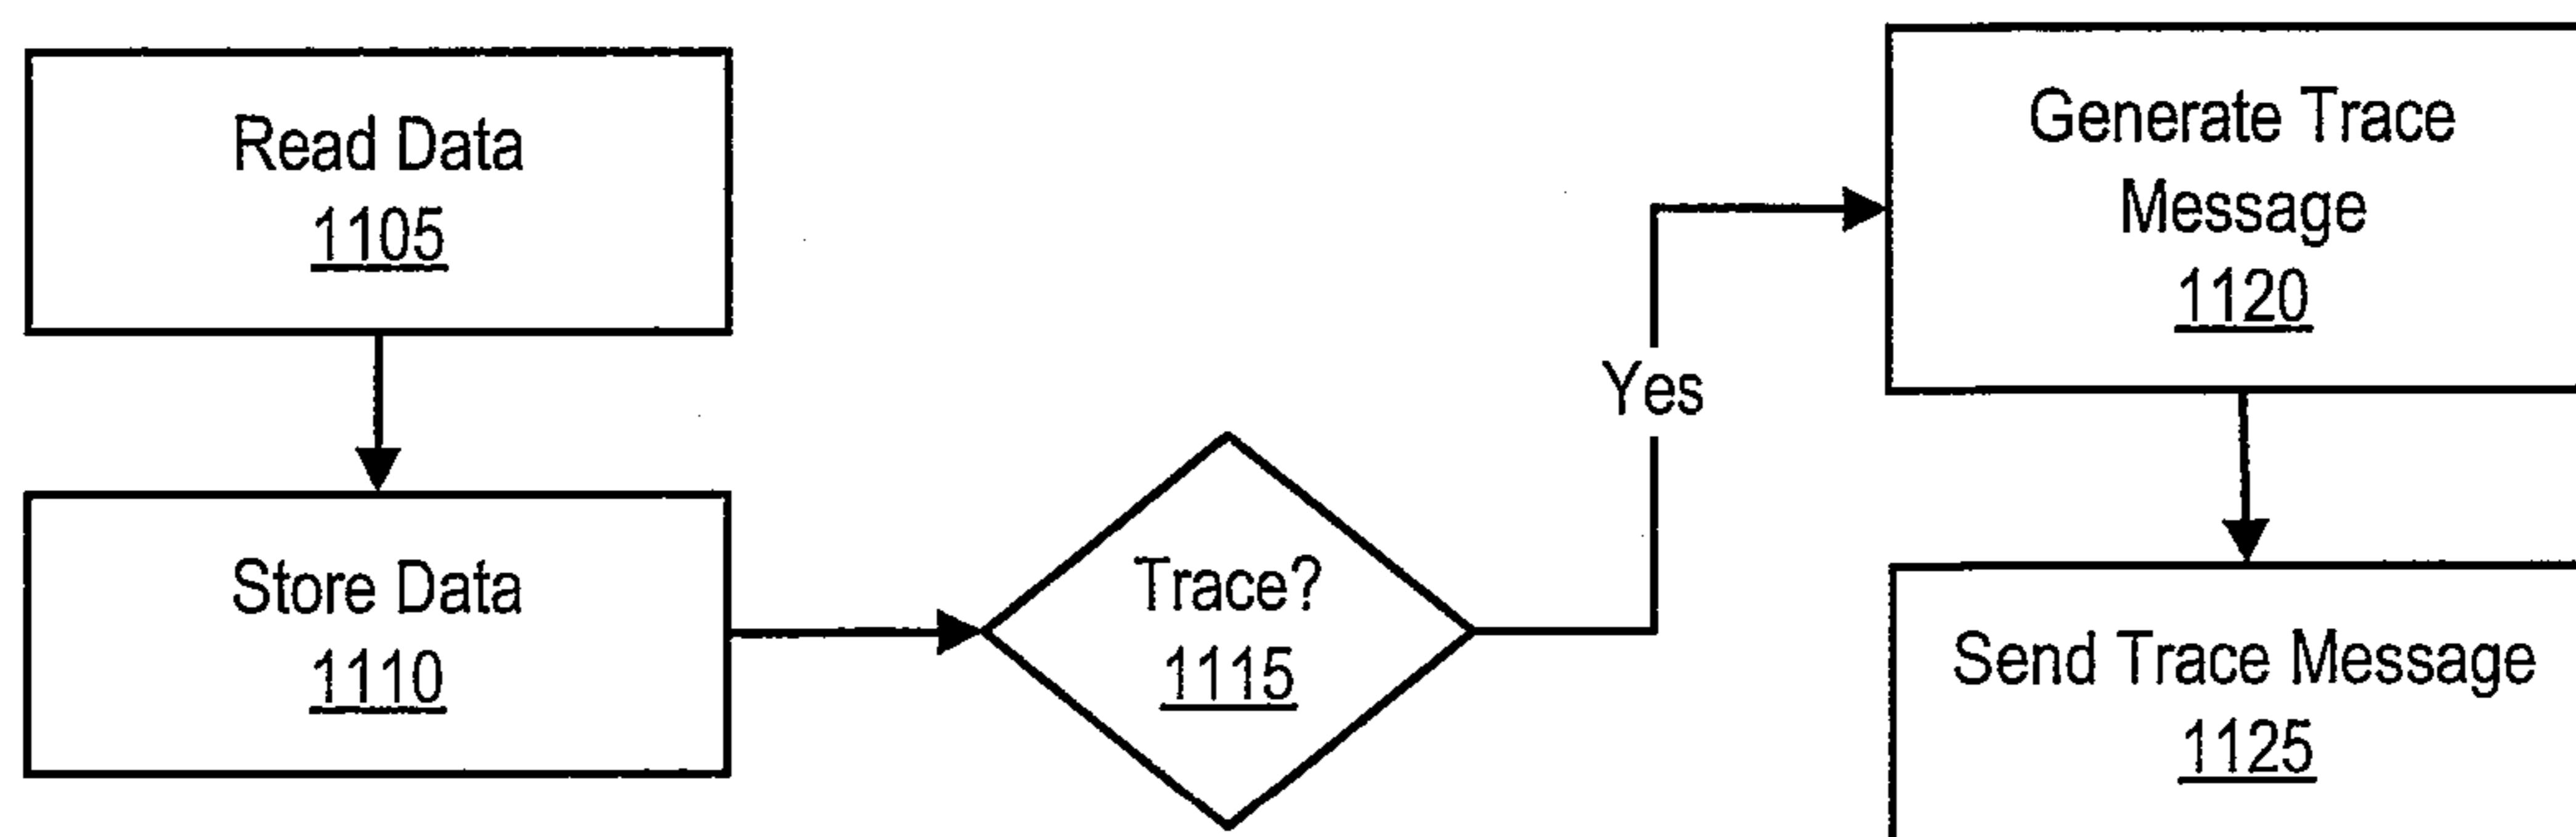 Read Data
1105
Store Data
1110
Trace?
1115
Yes
Generate Trace
Message
1120
Send Trace Message
1125